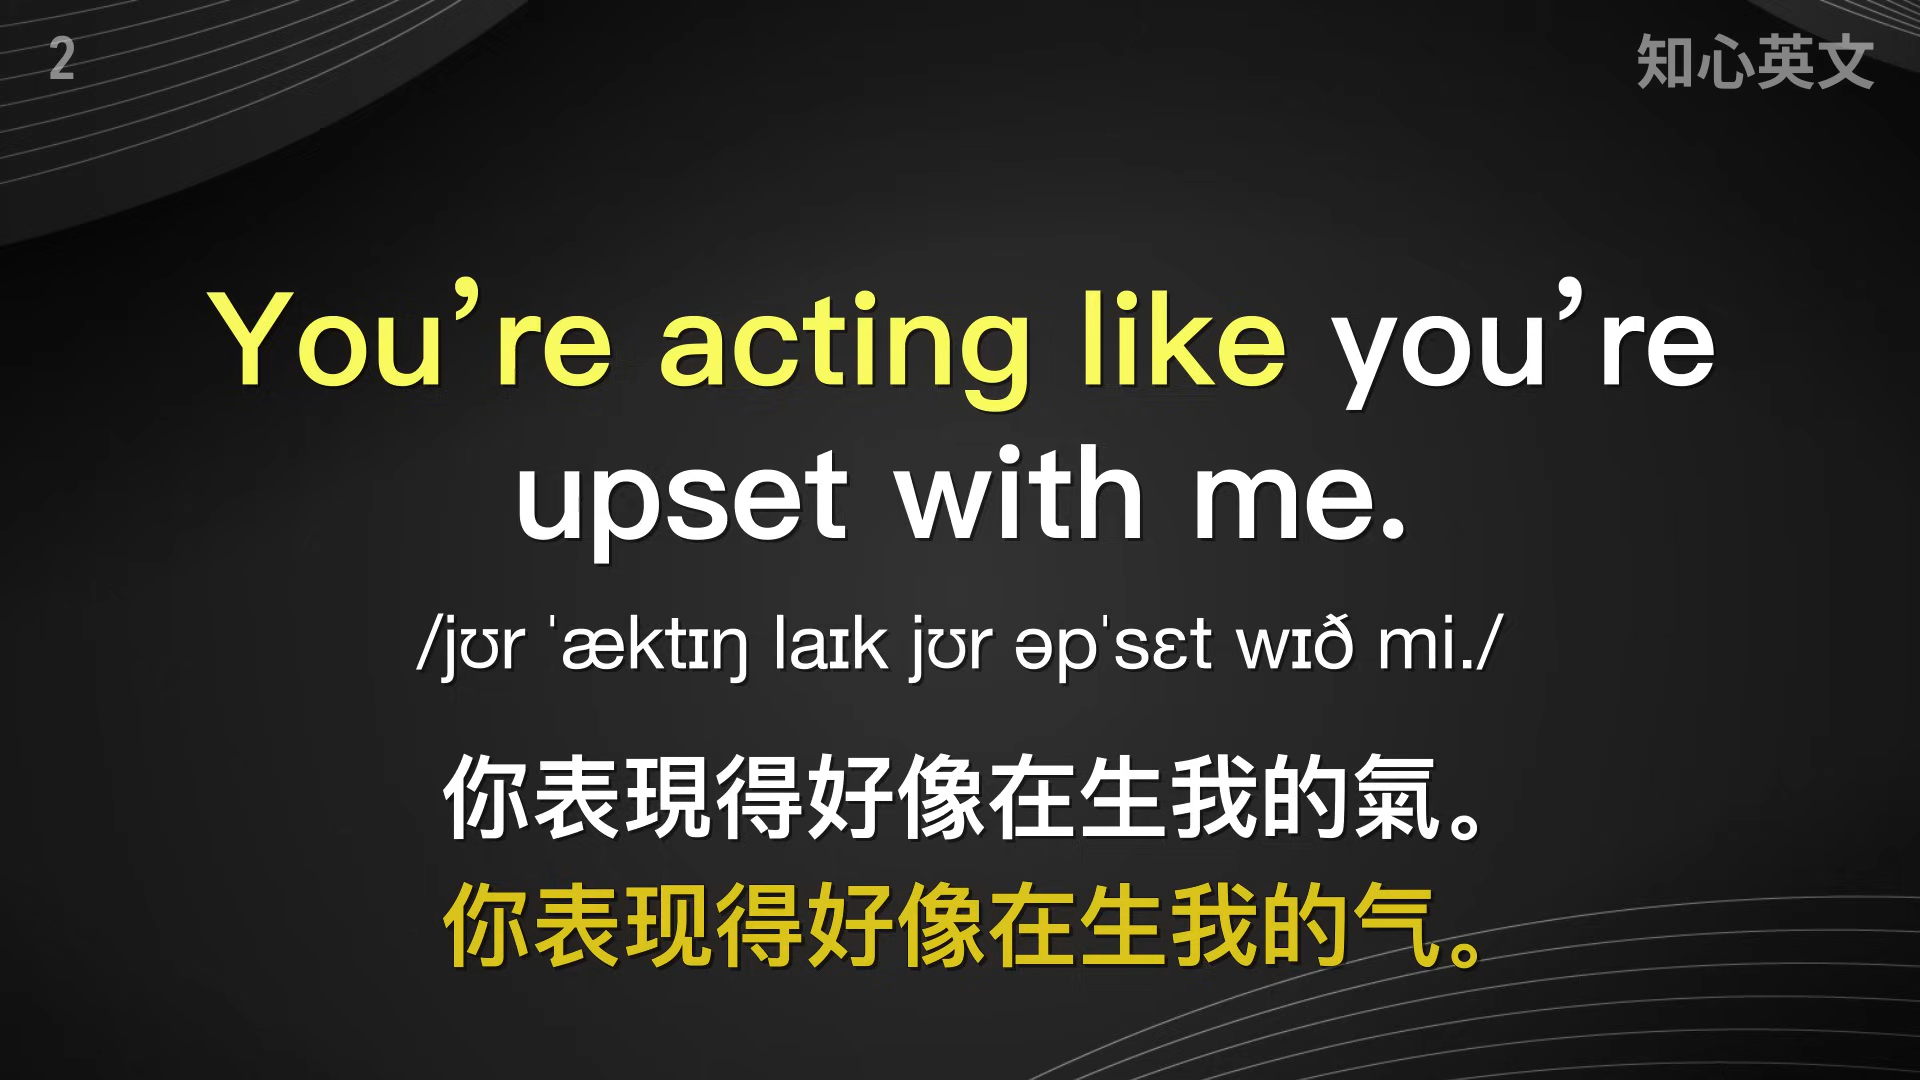 2
知心英文
You’re acting like you’re
upset with me.
/jʊr ˈæktɪŋ laɪk jʊr əpˈsɛt wɪð mi./
你表現得好像在生我的氣。
你表现得好像在生我的气。